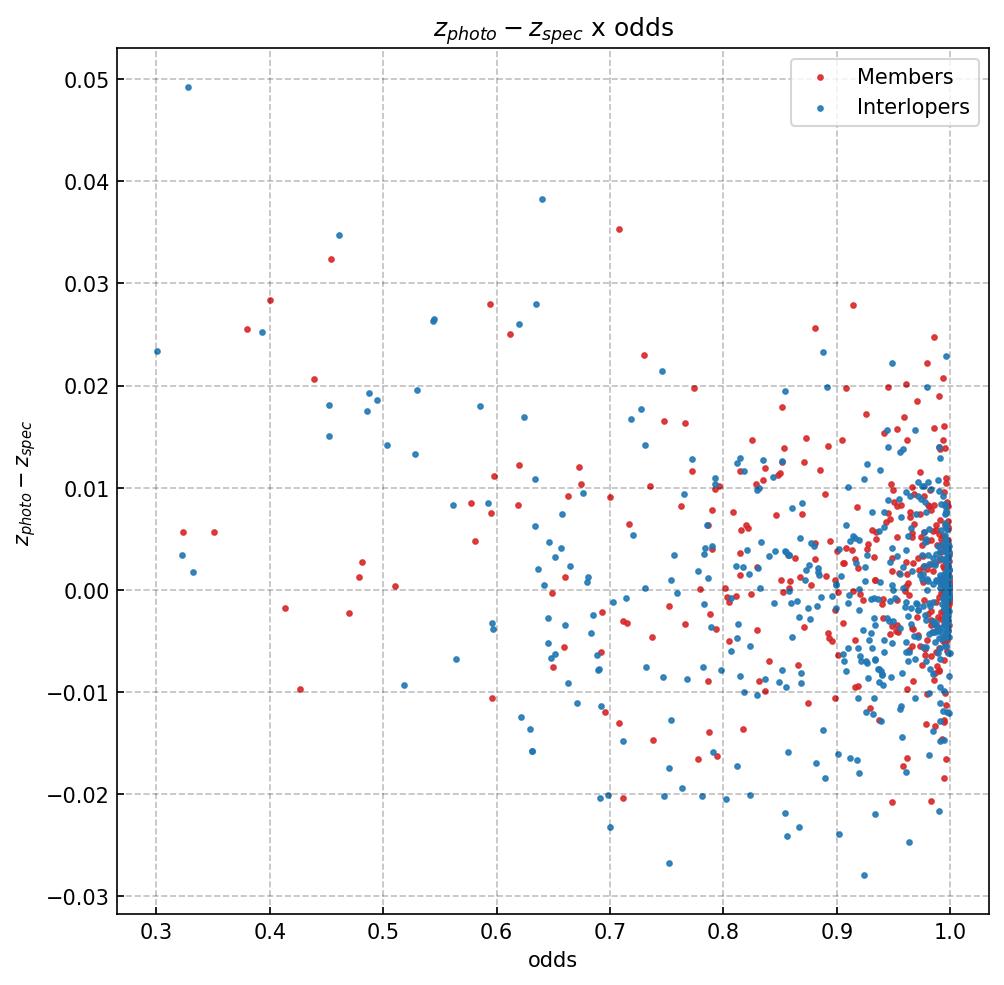 z_photo − z_spec x odds
Members
Interlopers
0.05
0.04
0.03
0.02
0.01
0.00
−0.01
−0.02
−0.03
z_photo − z_spec
0.3 0.4 0.5 0.6 0.7 0.8 0.9 1.0
odds